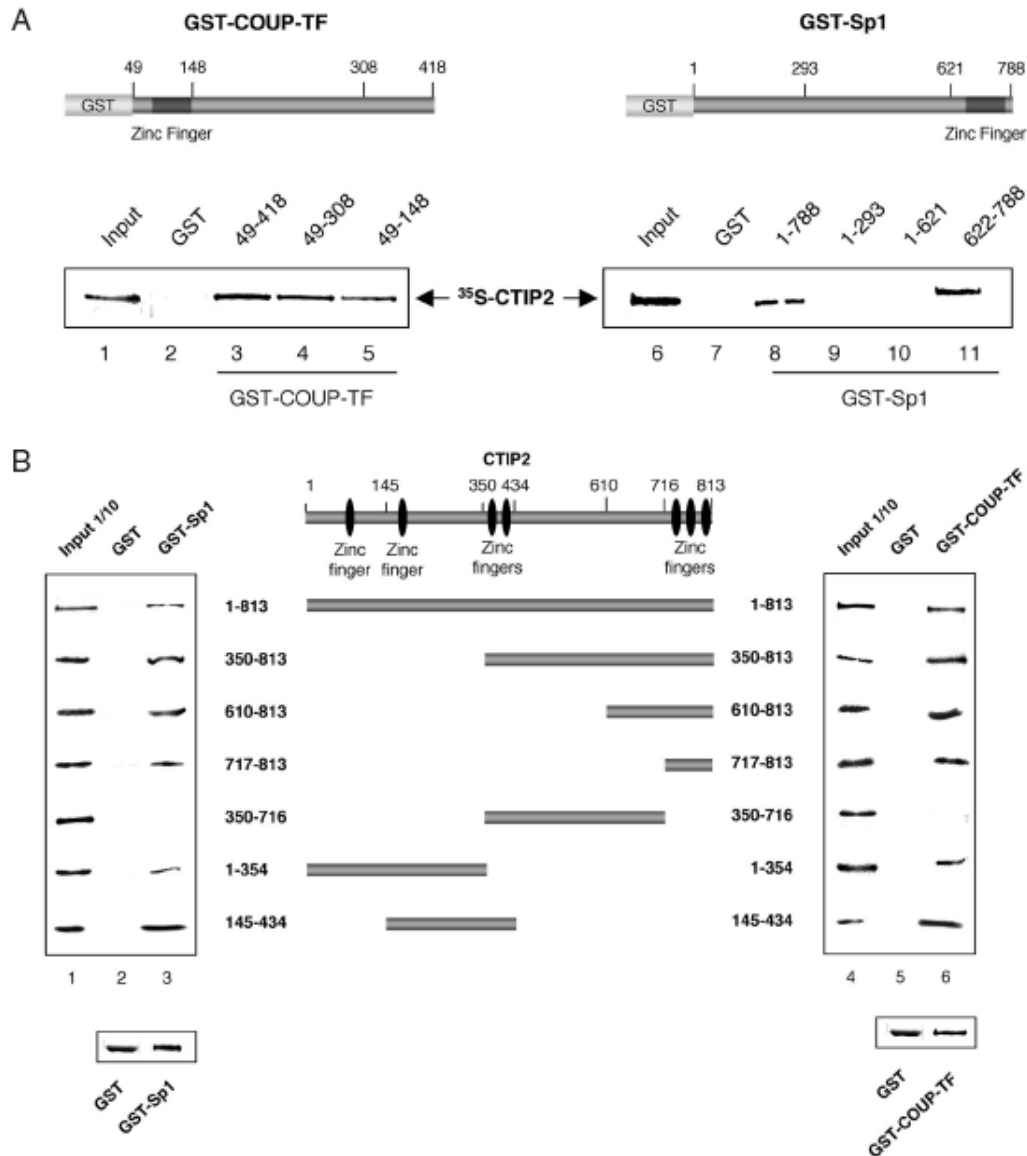 A
GST-COUP-TF
49 148 308 418
GST
Zinc Finger
GST-Sp1
1 293 621 788
GST
Zinc Finger
Input GST 49-418 49-308 49-148
Input GST 1-788 1-293 1-621 622-788
35S-CTIP2
1 2 3 4 5
GST-COUP-TF
6 7 8 9 10 11
GST-Sp1
B
CTIP2
1 145 350 434 610 716 813
Zinc finger
Zinc finger
Zinc fingers
Zinc fingers
Input 1/10 GST GST-Sp1
Input 1/10 GST GST-COUP-TF
1-813 1-813
350-813 350-813
610-813 610-813
717-813 717-813
350-716 350-716
1-354 1-354
145-434 145-434
1 2 3
4 5 6
GST GST-Sp1
GST GST-COUP-TF